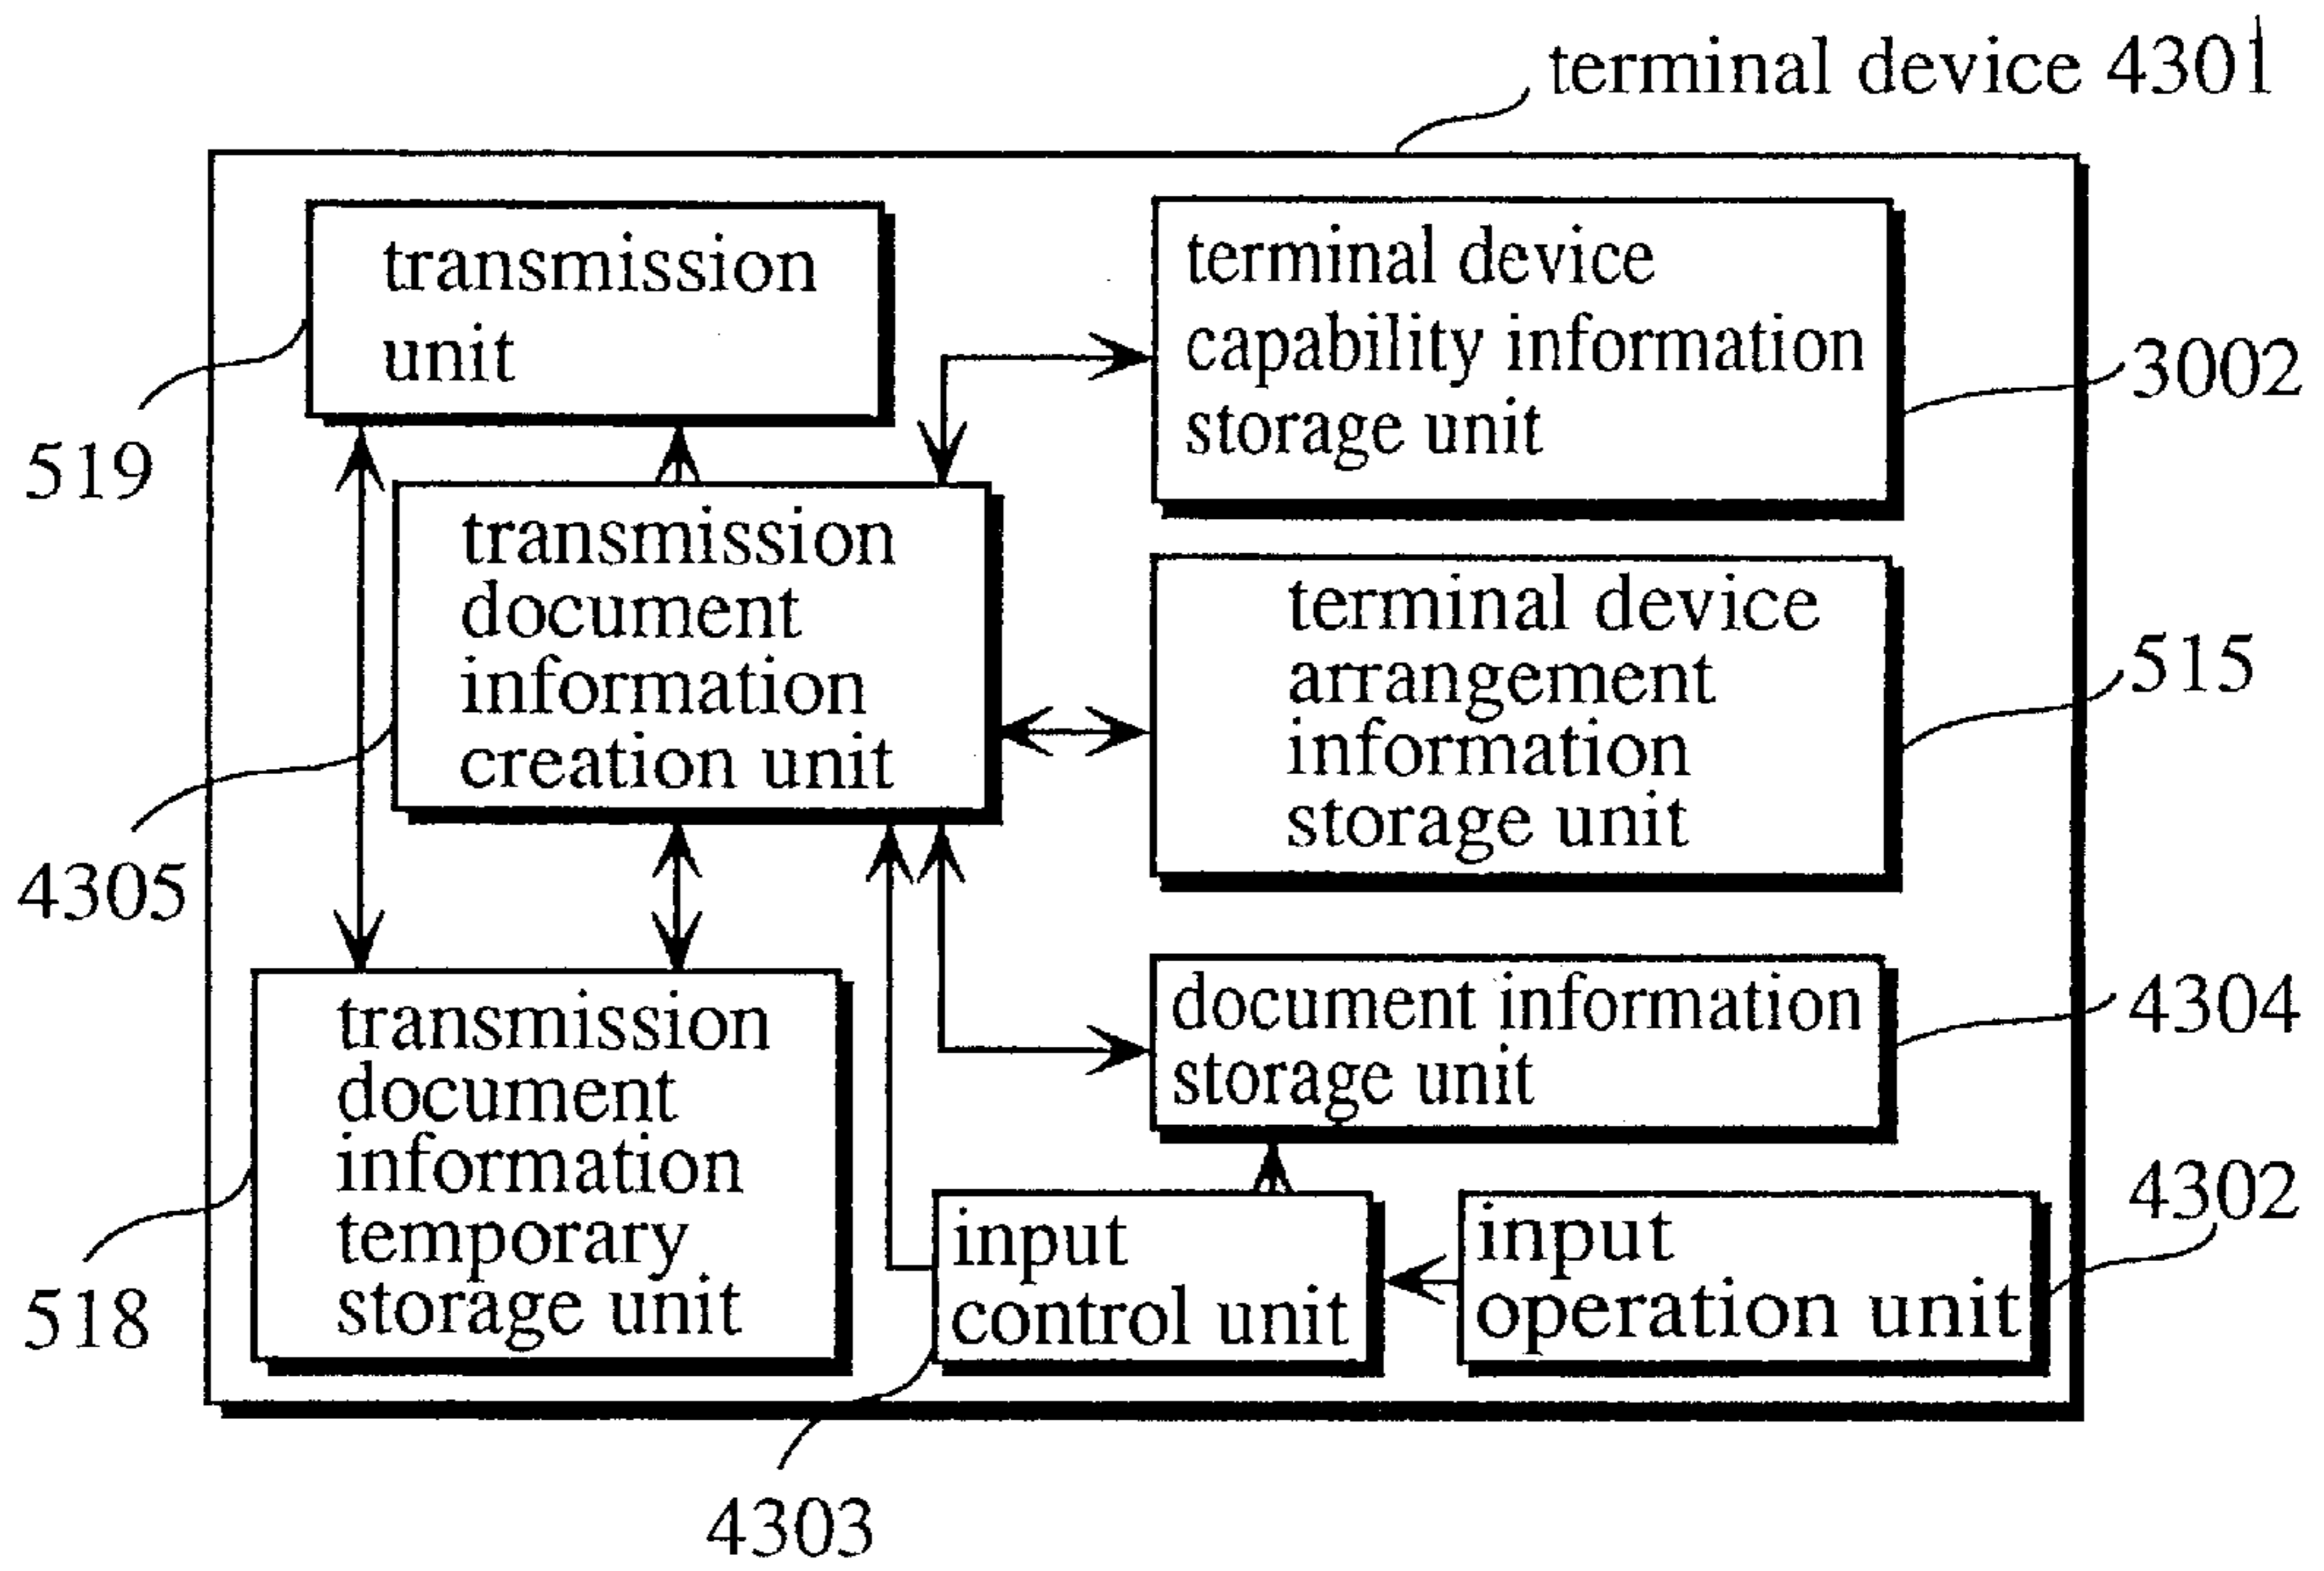 terminal device 4301
transmission
unit
519
terminal device
capability information
storage unit
3002
transmission
document
information
creation unit
4305
terminal device
arrangement
information
storage unit
515
document information
storage unit
4304
transmission
document
information
temporary
storage unit
518
input
control unit
4303
input
operation unit
4302